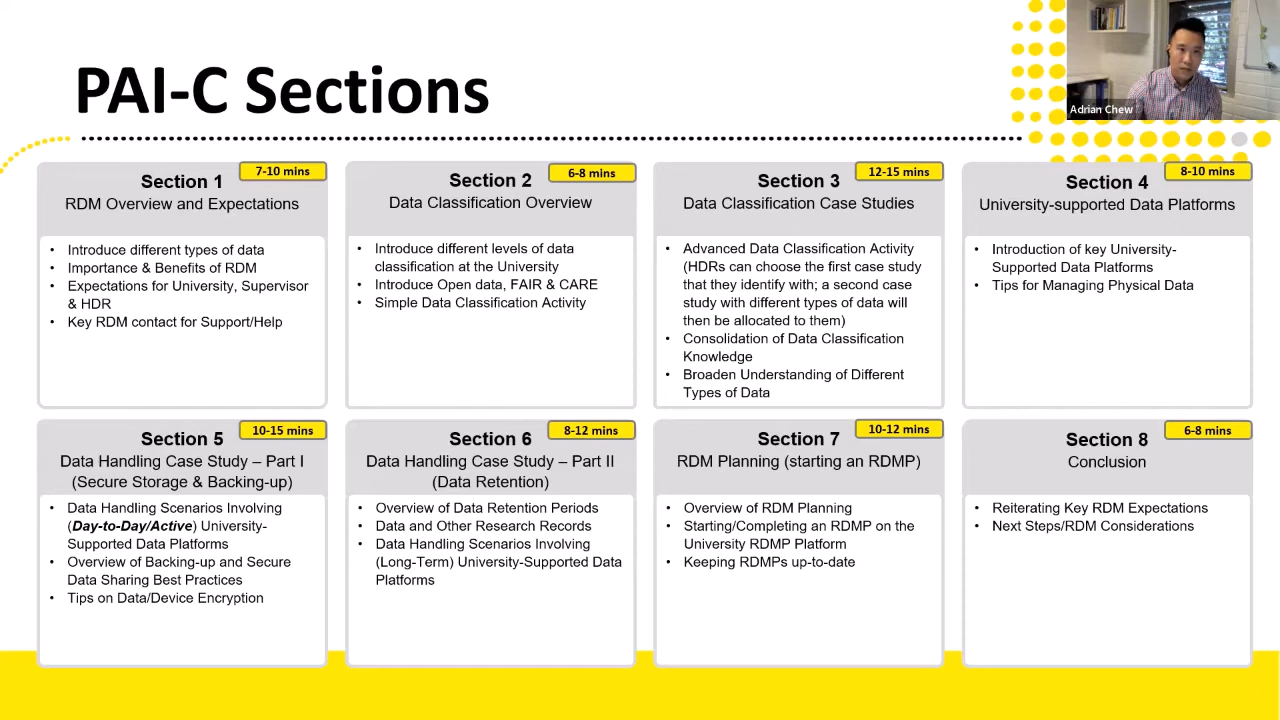 PAI-C Sections
Adrian Chew
7-10 mins
Section 1
RDM Overview and Expectations
• Introduce different types of data
• Importance & Benefits of RDM
• Expectations for University, Supervisor
& HDR
• Key RDM contact for Support/Help
6-8 mins
Section 2
Data Classification Overview
• Introduce different levels of data
classification at the University
• Introduce Open data, FAIR & CARE
• Simple Data Classification Activity
12-15 mins
Section 3
Data Classification Case Studies
• Advanced Data Classification Activity
(HDRs can choose the first case study
that they identify with; a second case
study with different types of data will
then be allocated to them)
• Consolidation of Data Classification
Knowledge
• Broaden Understanding of Different
Types of Data
8-10 mins
Section 4
University-supported Data Platforms
• Introduction of key University-
Supported Data Platforms
• Tips for Managing Physical Data
10-15 mins
Section 5
Data Handling Case Study – Part I
(Secure Storage & Backing-up)
• Data Handling Scenarios Involving
(Day-to-Day/Active) University-
Supported Data Platforms
• Overview of Backing-up and Secure
Data Sharing Best Practices
• Tips on Data/Device Encryption
8-12 mins
Section 6
Data Handling Case Study – Part II
(Data Retention)
• Overview of Data Retention Periods
• Data and Other Research Records
• Data Handling Scenarios Involving
(Long-Term) University-Supported Data
Platforms
10-12 mins
Section 7
RDM Planning (starting an RDMP)
• Overview of RDM Planning
• Starting/Completing an RDMP on the
University RDMP Platform
• Keeping RDMPs up-to-date
6-8 mins
Section 8
Conclusion
• Reiterating Key RDM Expectations
• Next Steps/RDM Considerations